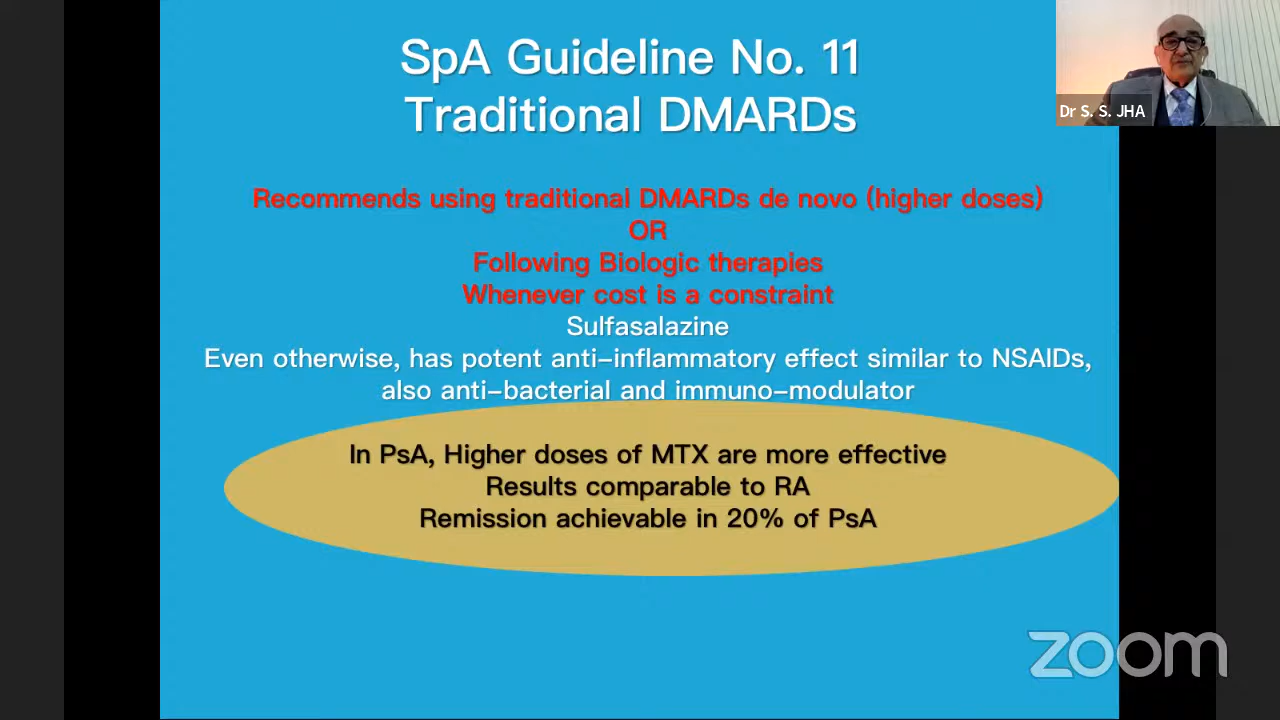 SpA Guideline No. 11
Traditional DMARDs
Dr S. S. JHA
Recommends using traditional DMARDs de novo (higher doses)
OR
Following Biologic therapies
Whenever cost is a constraint
Sulfasalazine
Even otherwise, has potent anti-inflammatory effect similar to NSAIDs,
also anti-bacterial and immuno-modulator
In PsA, Higher doses of MTX are more effective
Results comparable to RA
Remission achievable in 20% of PsA
zoom